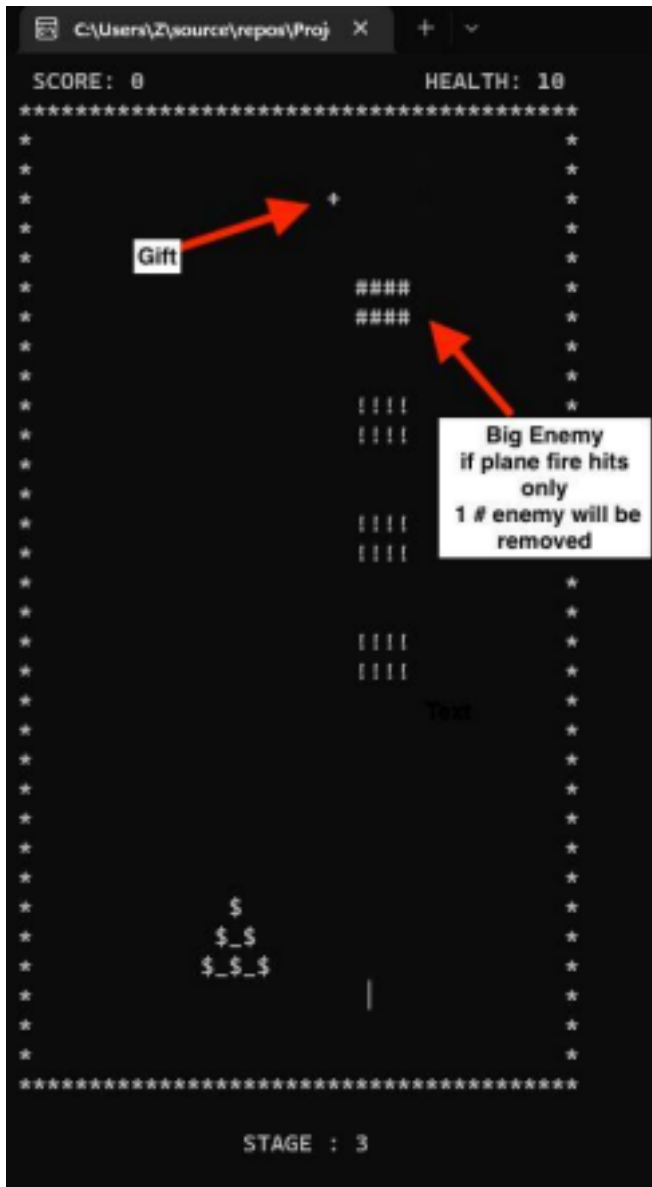 C:\Users\Z\source\repos\Proj
SCORE: 0 HEALTH: 10
+
Gift
####
####
!!!!
!!!!
Big Enemy
if plane fire hits
only
1 # enemy will be
removed
!!!!
!!!!
!!!!
!!!!
Text
$
$_$
$_$_$
STAGE : 3